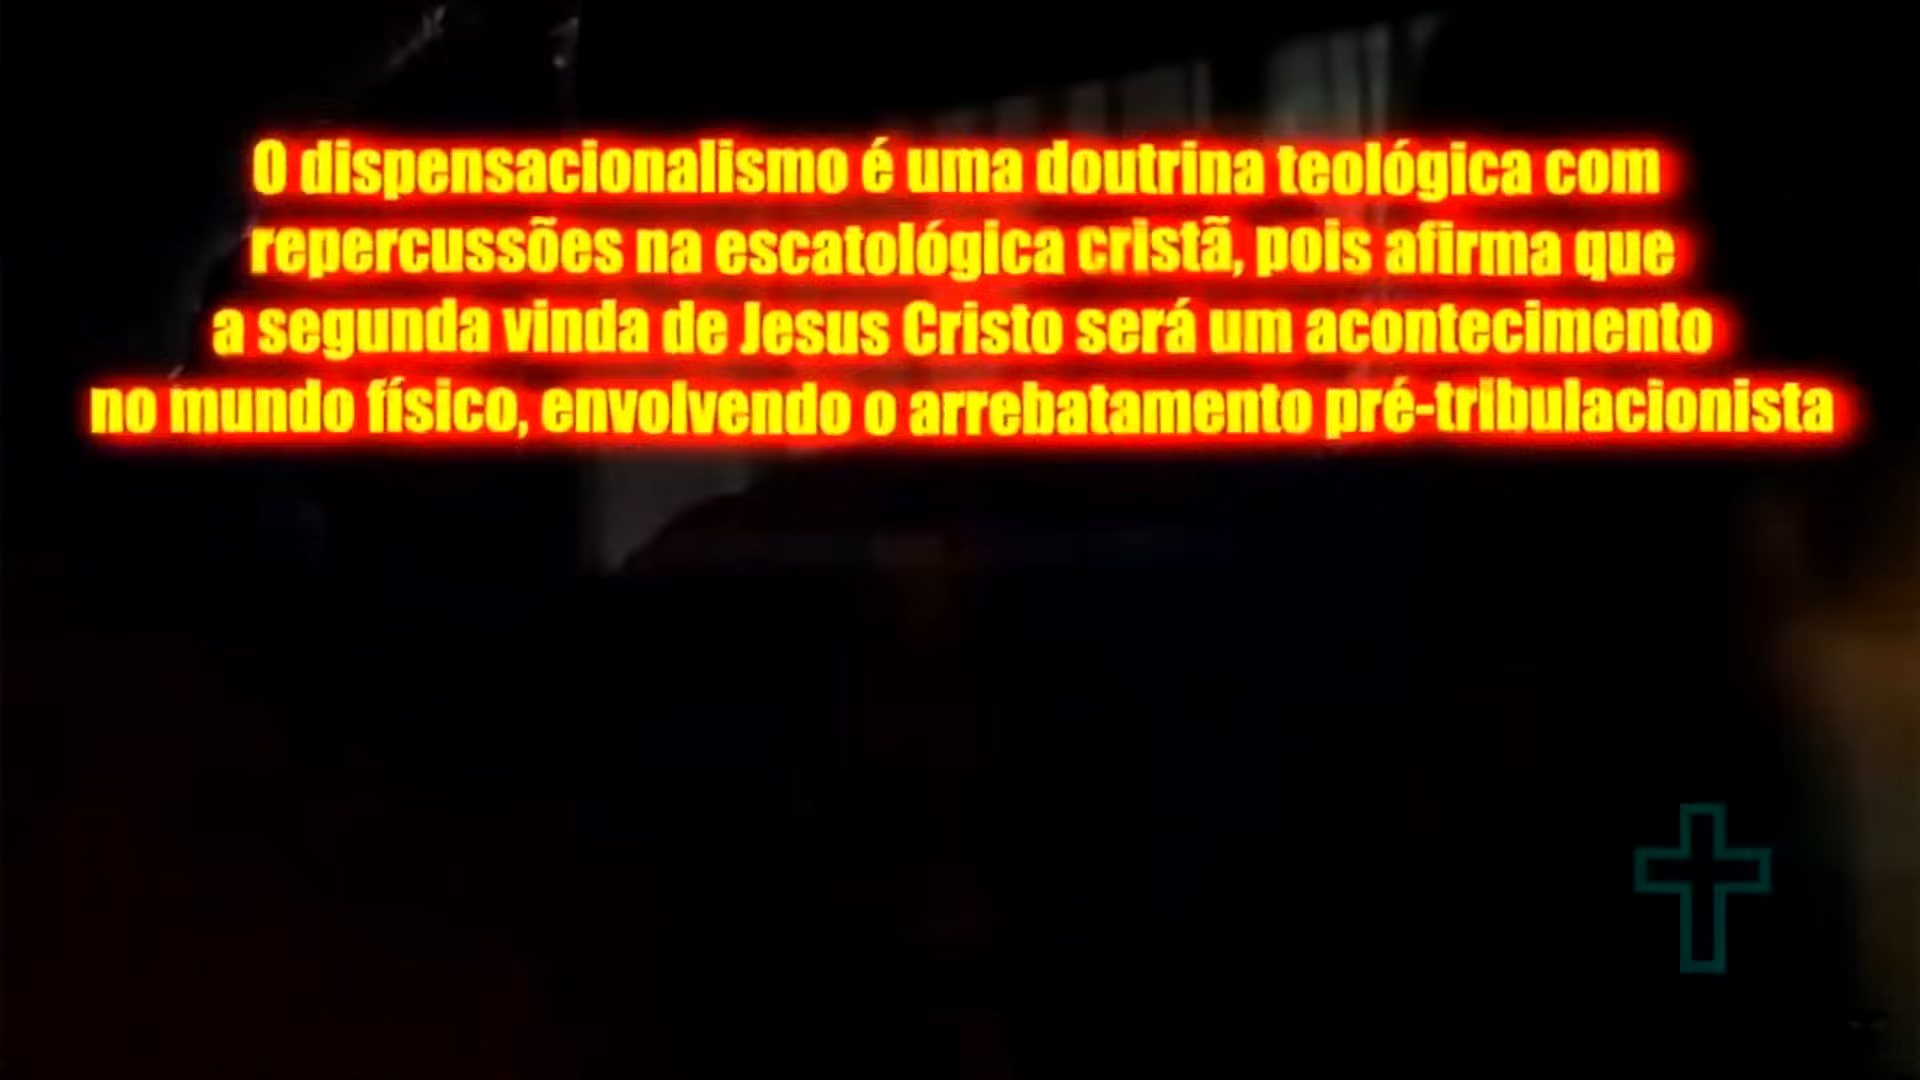 O dispensacionalismo é uma doutrina teológica com
repercussões na escatológica cristã, pois afirma que
a segunda vinda de Jesus Cristo será um acontecimento
no mundo físico, envolvendo o arrebatamento pré-tribulacionista